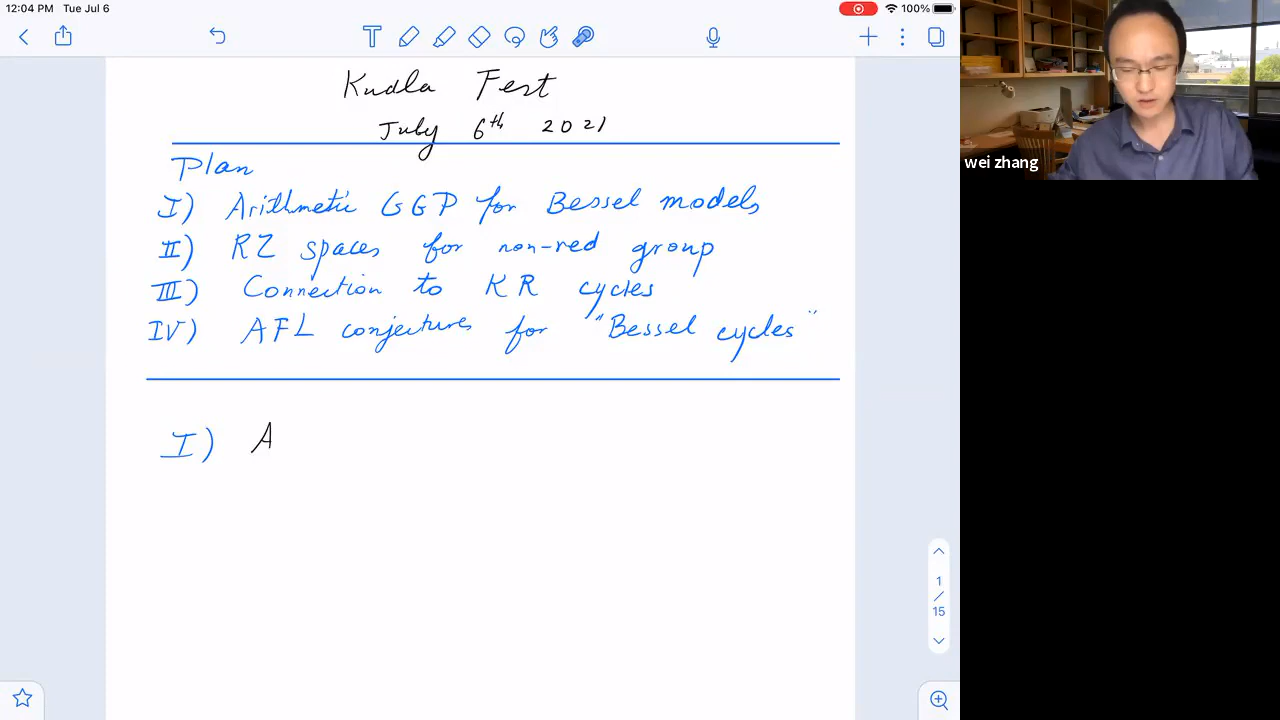 12:04 PM Tue Jul 6
100%
Kudla Fest
July 6th 2021
Plan
I) Arithmetic GGP for Bessel models
II) RZ spaces for non-red group
III) Connection to KR cycles
IV) AFL conjectures for "Bessel cycles"
I) A
1
/
15
wei zhang